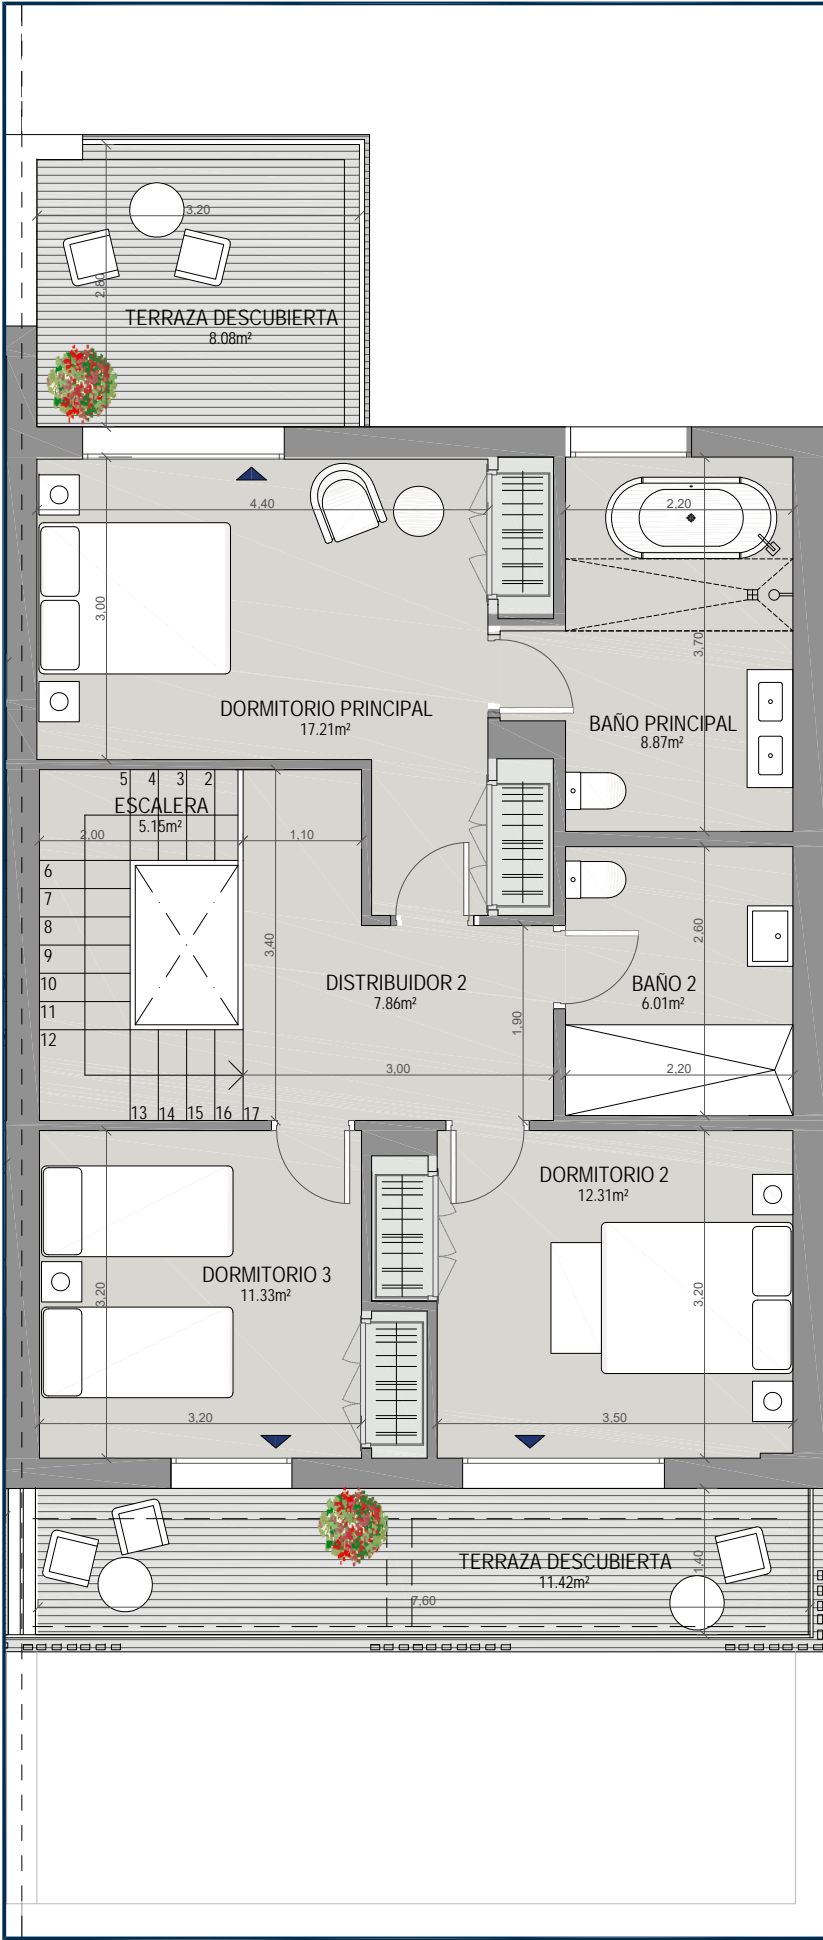 3,20
2,80
TERRAZA DESCUBIERTA
8.08m²
4,40
2,20
3,00
3,70
DORMITORIO PRINCIPAL
17.21m²
BAÑO PRINCIPAL
8.87m²
5 4 3 2
ESCALERA
5.15m²
2,00
1,10
6
7
8
9
10
11
12
3,40
2,60
DISTRIBUIDOR 2
7.86m²
BAÑO 2
6.01m²
1,90
3,00
2,20
13 14 15 16 17
DORMITORIO 2
12.31m²
DORMITORIO 3
11.33m²
3,20
3,20
3,20
3,50
TERRAZA DESCUBIERTA
11.42m²
1,40
7,60